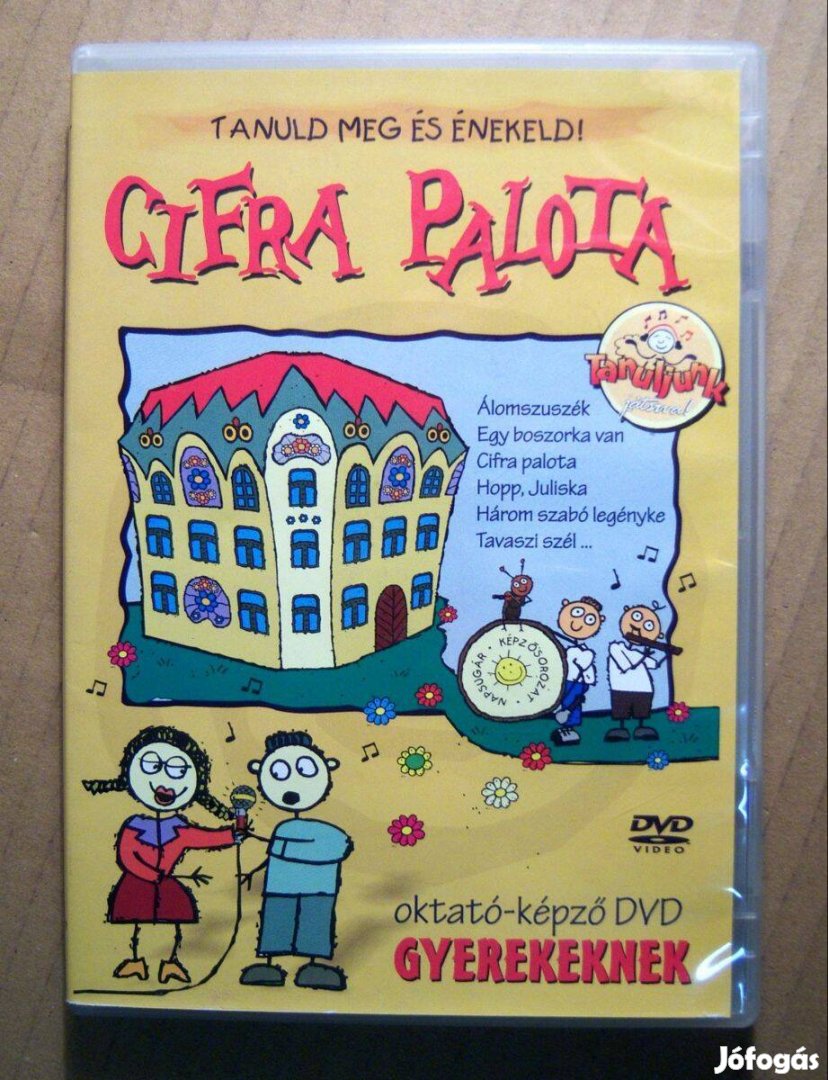 TANULD MEG ÉS ÉNEKELD!
CIFRA PALOTA
Tanuljunk
játszva!
Álomszuszék
Egy boszorka van
Cifra palota
Hopp, Juliska
Három szabó legényke
Tavaszi szél ...
NAPSUGÁR • KÉPZŐSOROZAT •
DVD
VIDEO
oktató-képző DVD
GYEREKEKNEK
Jófogás